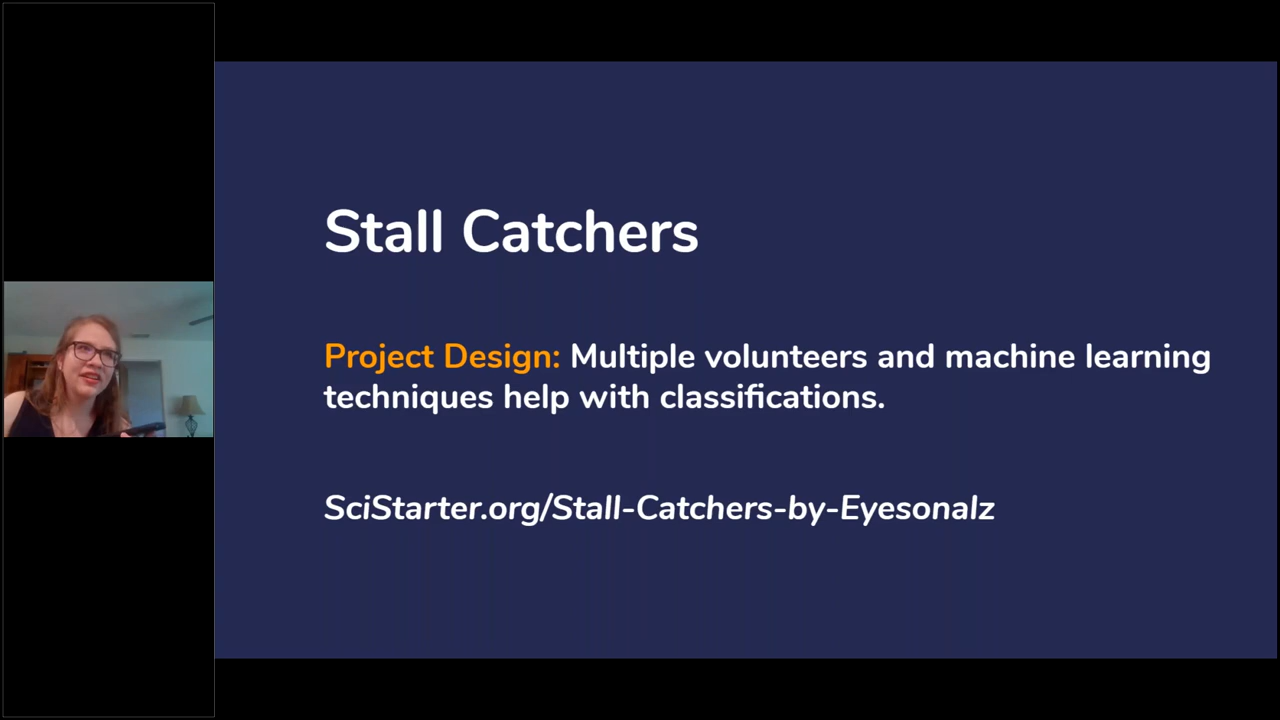 Stall Catchers
Project Design: Multiple volunteers and machine learning
techniques help with classifications.
SciStarter.org/Stall-Catchers-by-Eyesonalz